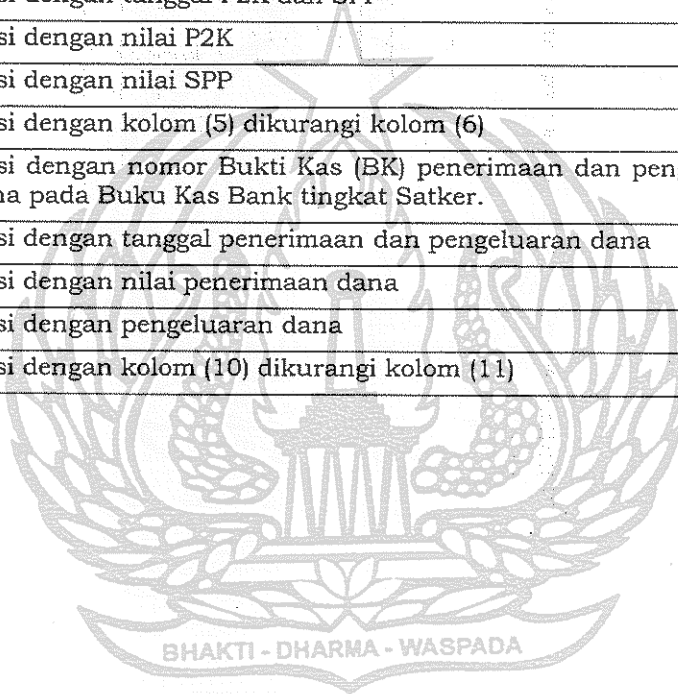 si dengan tanggal P2K dan SPP
si dengan nilai P2K
si dengan nilai SPP
si dengan kolom (5) dikurangi kolom (6)
si dengan nomor Bukti Kas (BK) penerimaan dan pen
na pada Buku Kas Bank tingkat Satker.
si dengan tanggal penerimaan dan pengeluaran dana
si dengan nilai penerimaan dana
si dengan pengeluaran dana
si dengan kolom (10) dikurangi kolom (11)
BHAKTI - DHARMA - WASPADA